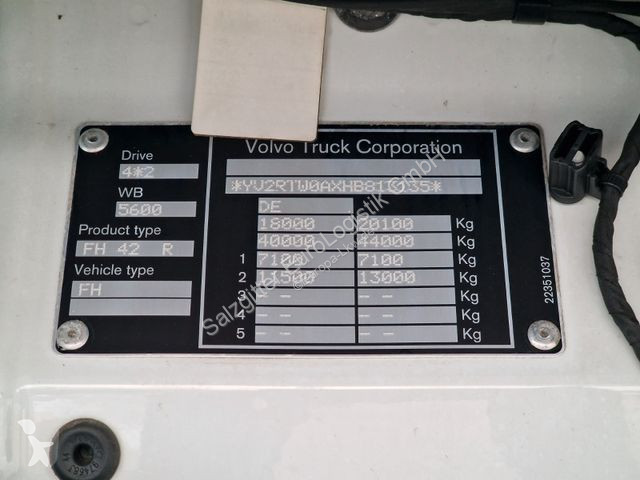 Volvo Truck Corporation
Drive
4*2
WB
5600
Product type
FH 42 R
Vehicle type
FH
DE
18000 20100 Kg
40000 44000 Kg
1 7100 7100 Kg
2 11500 13000 Kg
3 -- -- Kg
4 -- -- Kg
5 -- -- Kg
22351037
Salzgitter EuroLogistik GmbH